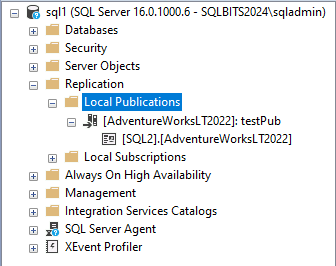 sql1 (SQL Server 16.0.1000.6 - SQLBITS2024\sqladmin)
Databases
Security
Server Objects
Replication
Local Publications
[AdventureWorksLT2022]: testPub
[SQL2].[AdventureWorksLT2022]
Local Subscriptions
Always On High Availability
Management
Integration Services Catalogs
SQL Server Agent
XEvent Profiler